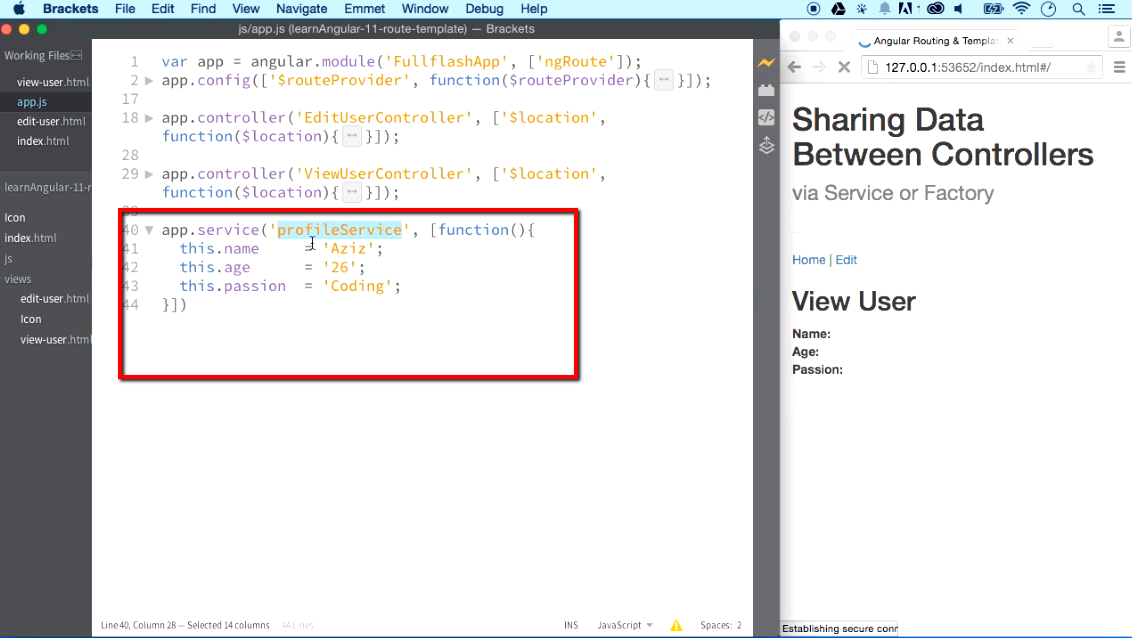 Brackets File Edit Find View Navigate Emmet Window Debug Help
js/app.js (learnAngular-11-route-template) — Brackets
Working Files
view-user.html
app.js
edit-user.html
index.html
learnAngular-11-r
Icon
index.html
js
views
edit-user.html
Icon
view-user.html
1 var app = angular.module('FullflashApp', ['ngRoute']);
2 app.config(['$routeProvider', function($routeProvider){ }]);
17
18 app.controller('EditUserController', ['$location',
function($location){ }]);
28
29 app.controller('ViewUserController', ['$location',
function($location){ }]);
39
40 app.service('profileService', [function(){
41 this.name = 'Aziz';
42 this.age = '26';
43 this.passion = 'Coding';
44 }])
Line 40, Column 28 — Selected 14 columns 44 Lines
INS JavaScript Spaces: 2
Angular Routing & Templat
127.0.0.1:53652/index.html#/
Sharing Data
Between Controllers
via Service or Factory
Home | Edit
View User
Name:
Age:
Passion:
Establishing secure conr